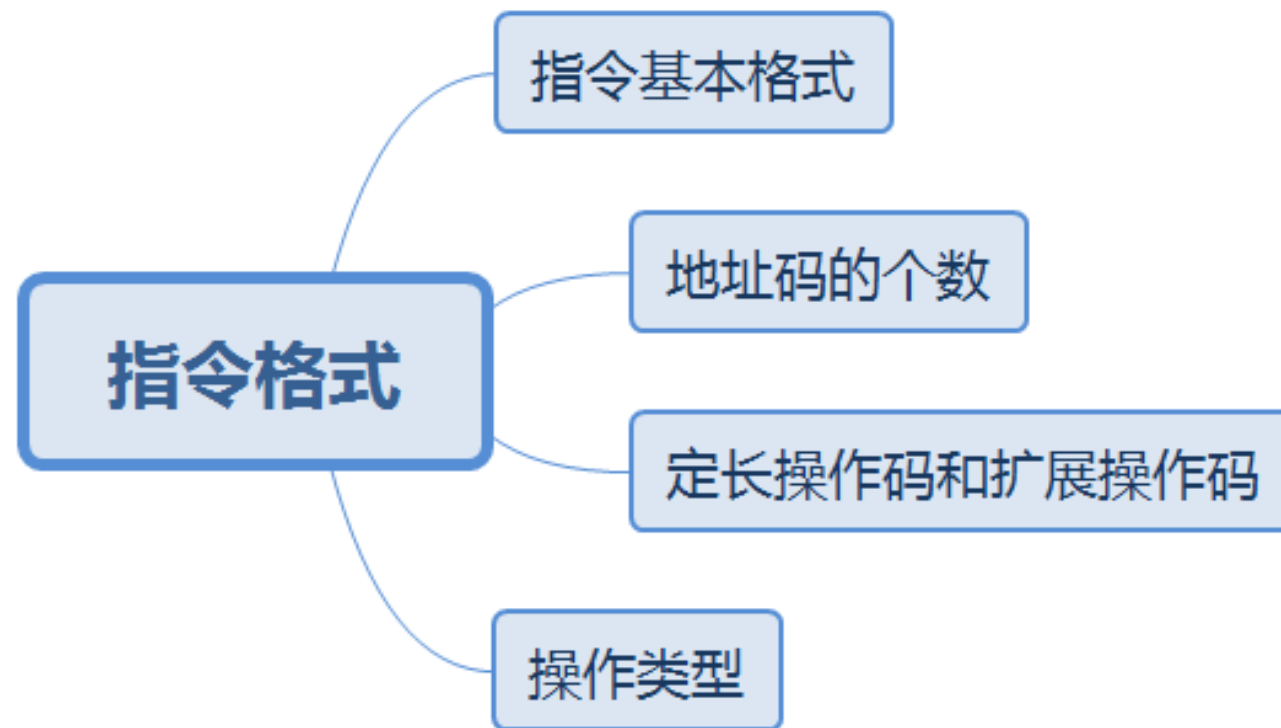 指令基本格式
地址码的个数
指令格式
定长操作码和扩展操作码
操作类型